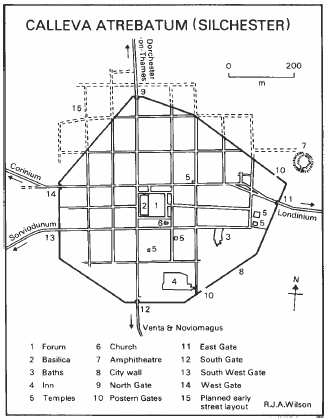 CALLEVA ATREBATUM (SILCHESTER)
Dorchester
-on-Thames
0 200
m
9
15
7
10
5
Corinium
14
11
Londinium
2 1
5
6
5
5
Sorviodunum
13
5
3
8
4
10
N
12
Venta & Noviomagus
1 Forum 6 Church 11 East Gate
2 Basilica 7 Amphitheatre 12 South Gate
3 Baths 8 City wall 13 South West Gate
4 Inn 9 North Gate 14 West Gate
5 Temples 10 Postern Gates 15 Planned early
street layout
R.J.A.Wilson